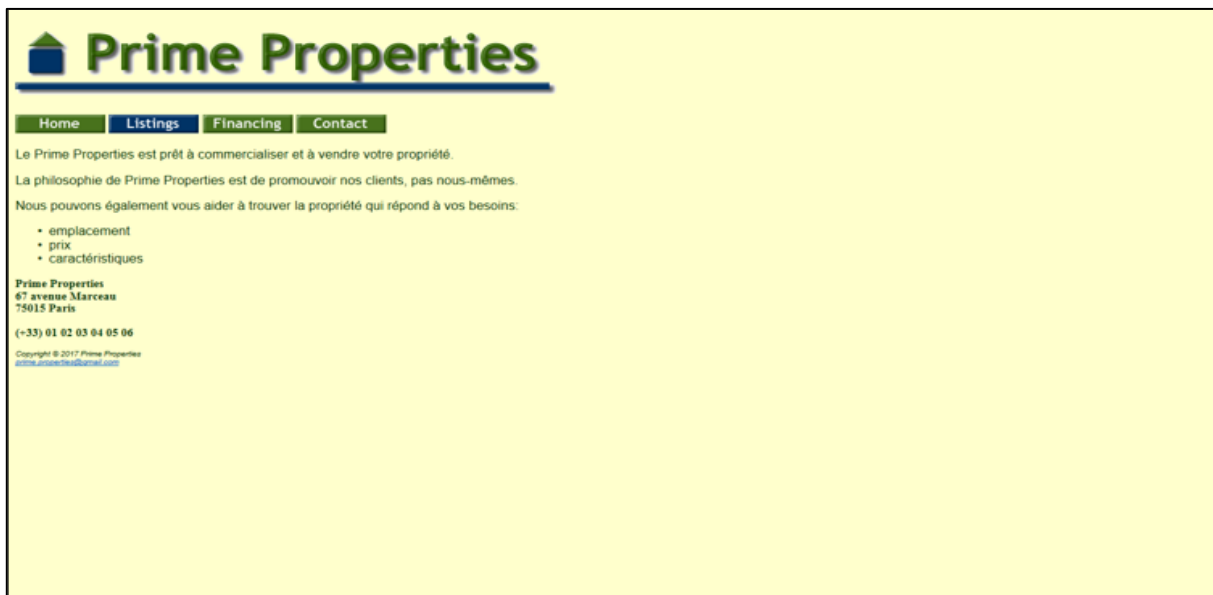 Prime Properties
Home Listings Financing Contact
Le Prime Properties est prêt à commercialiser et à vendre votre propriété.
La philosophie de Prime Properties est de promouvoir nos clients, pas nous-mêmes.
Nous pouvons également vous aider à trouver la propriété qui répond à vos besoins:
• emplacement
• prix
• caractéristiques
Prime Properties
67 avenue Marceau
75015 Paris
(+33) 01 02 03 04 05 06
Copyright © 2017 Prime Properties
prime.properties@gmail.com